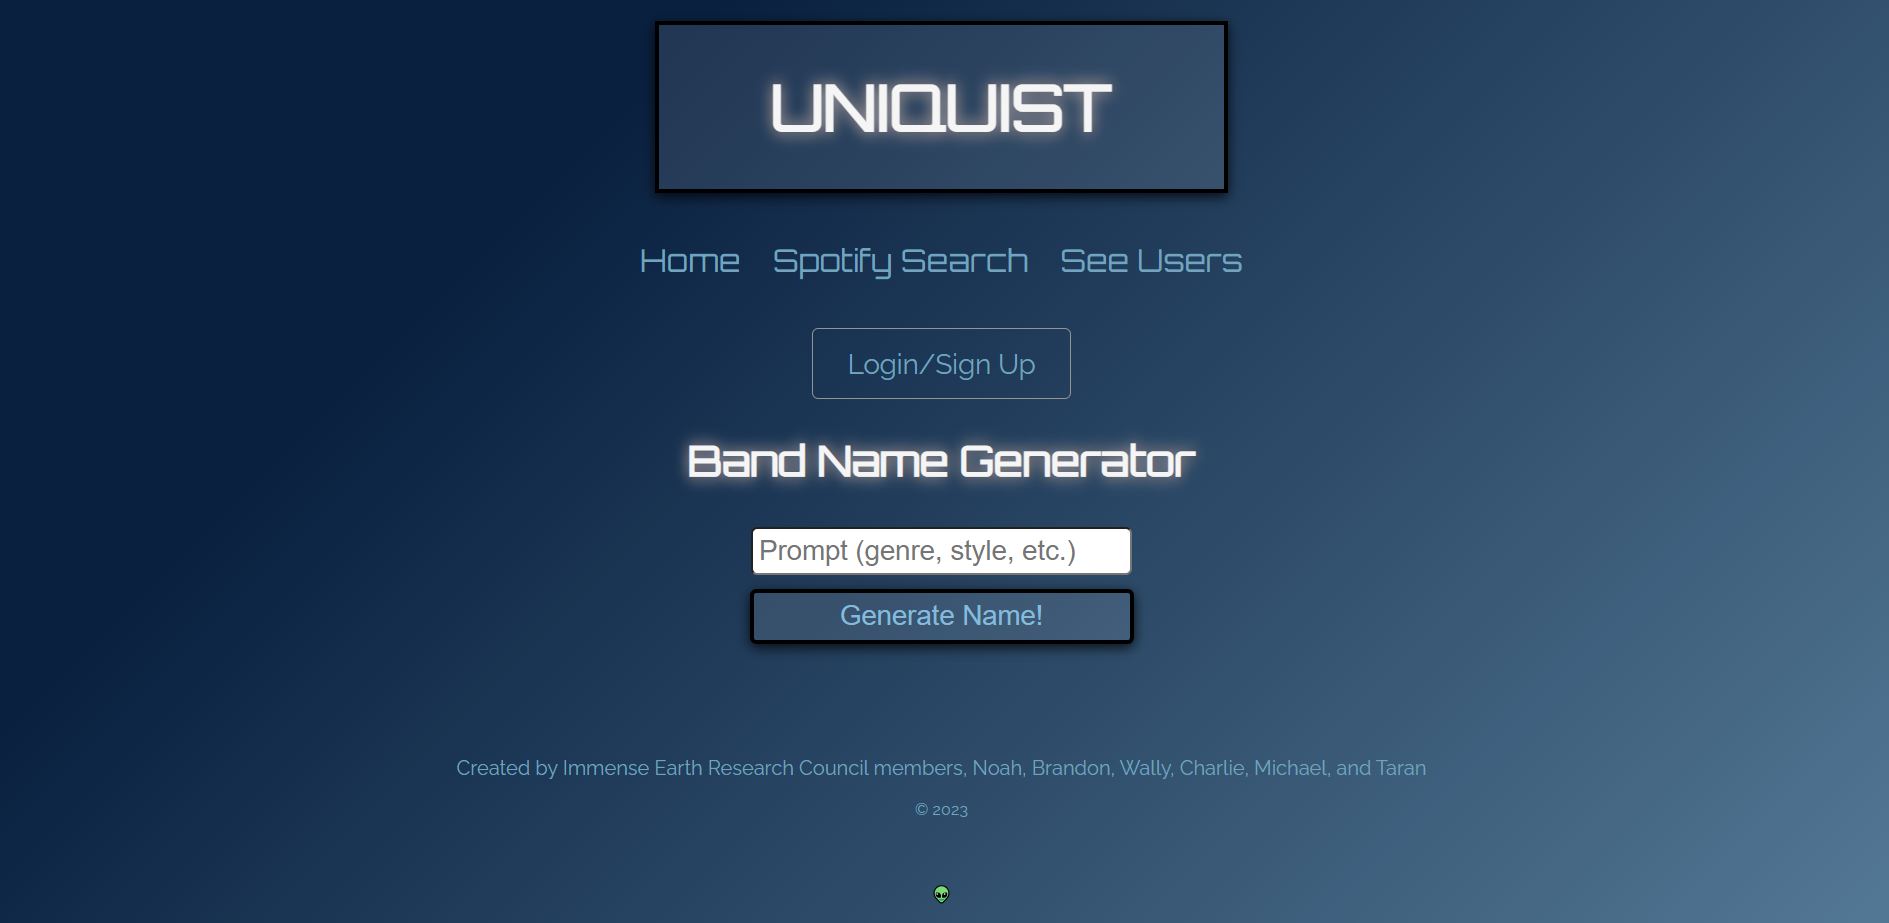 UNIQUIST
Home Spotify Search See Users
Login/Sign Up
Band Name Generator
Prompt (genre, style, etc.)
Generate Name!
Created by Immense Earth Research Council members, Noah, Brandon, Wally, Charlie, Michael, and Taran
© 2023